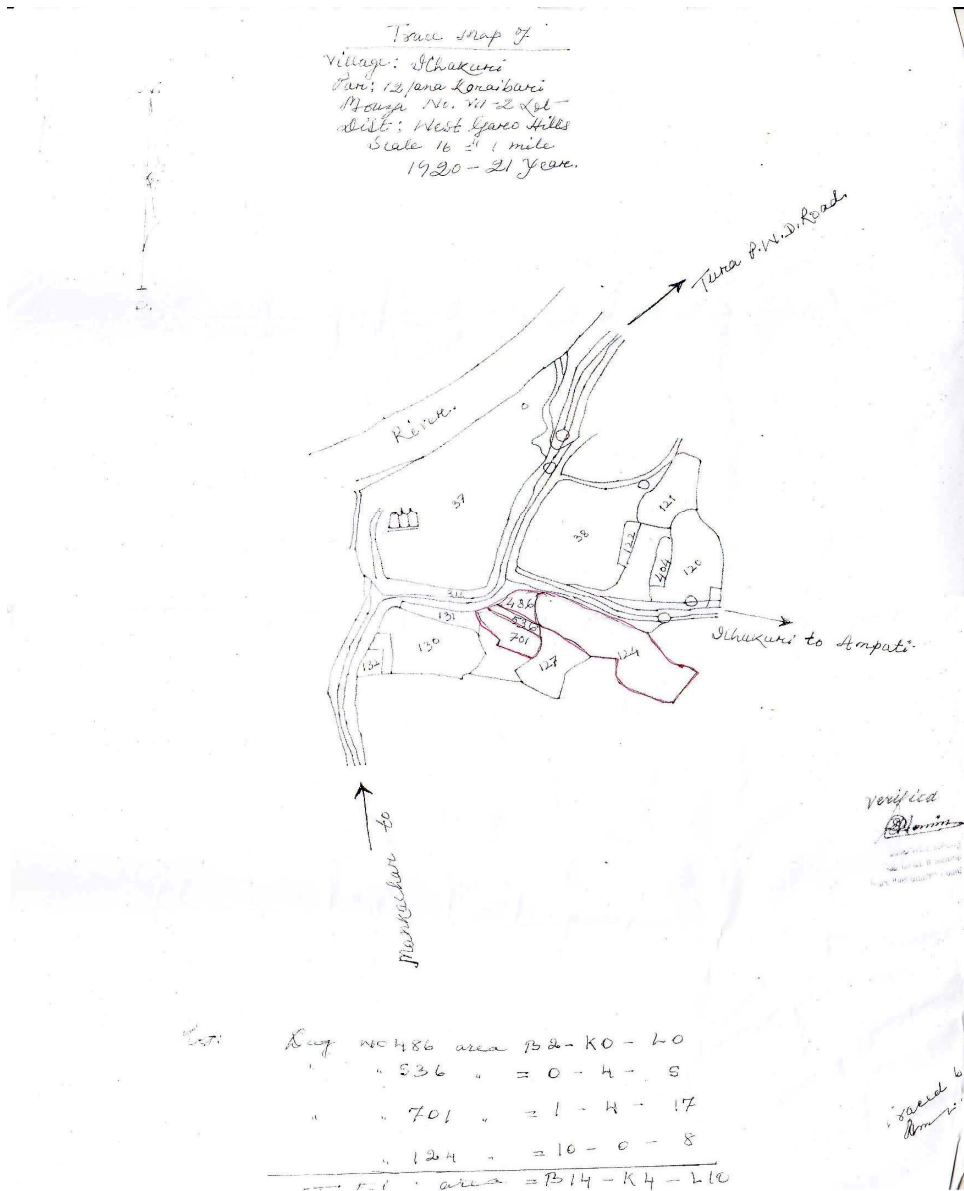 Trace Map of
Village: Ichakuri
Par: 12/ana Koraibari
Mouza No. VII-2 Lot-
Dist: West Garo Hills
Scale 16" = 1 mile
1920-21 Year.
N.
S.
Tura P.W.D. Road.
River.
37
38
121
122
404
120
486
131
536
701
130
132
127
124
Ichakuri to Ampati.
Mankachar to
Verified
Dag No 486 area B2-K0-L0
" " 536 " = 0-4-5
" " 701 " = 1-4-17
" 124 " = 10-0-8
area = B14-K4-L10